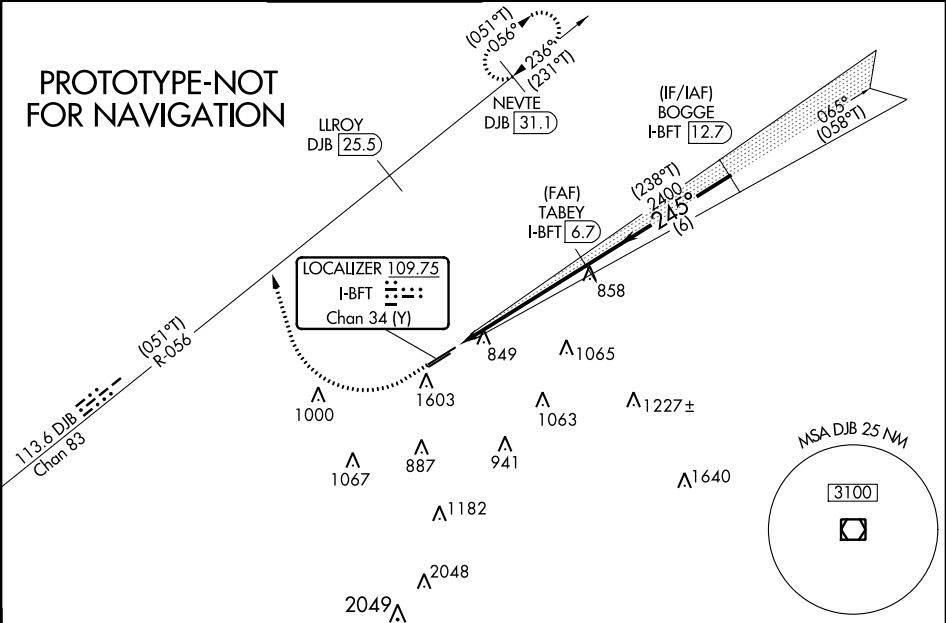 PROTOTYPE-NOT
FOR NAVIGATION
(051°T)
056°
236°
(231°T)
NEVTE
DJB 31.1
LLROY
DJB 25.5
(IF/IAF)
BOGGE
I-BFT 12.7
065°
(058°T)
(FAF)
TABEY
I-BFT 6.7
(238°T)
2400
245°
(6)
LOCALIZER 109.75
I-BFT
Chan 34 (Y)
858
849
1065
(051°T)
R-056
113.6 DJB
Chan 83
1000
1603
1063
1227±
1067
887
941
1640
1182
2048
2049
MSA DJB 25 NM
3100